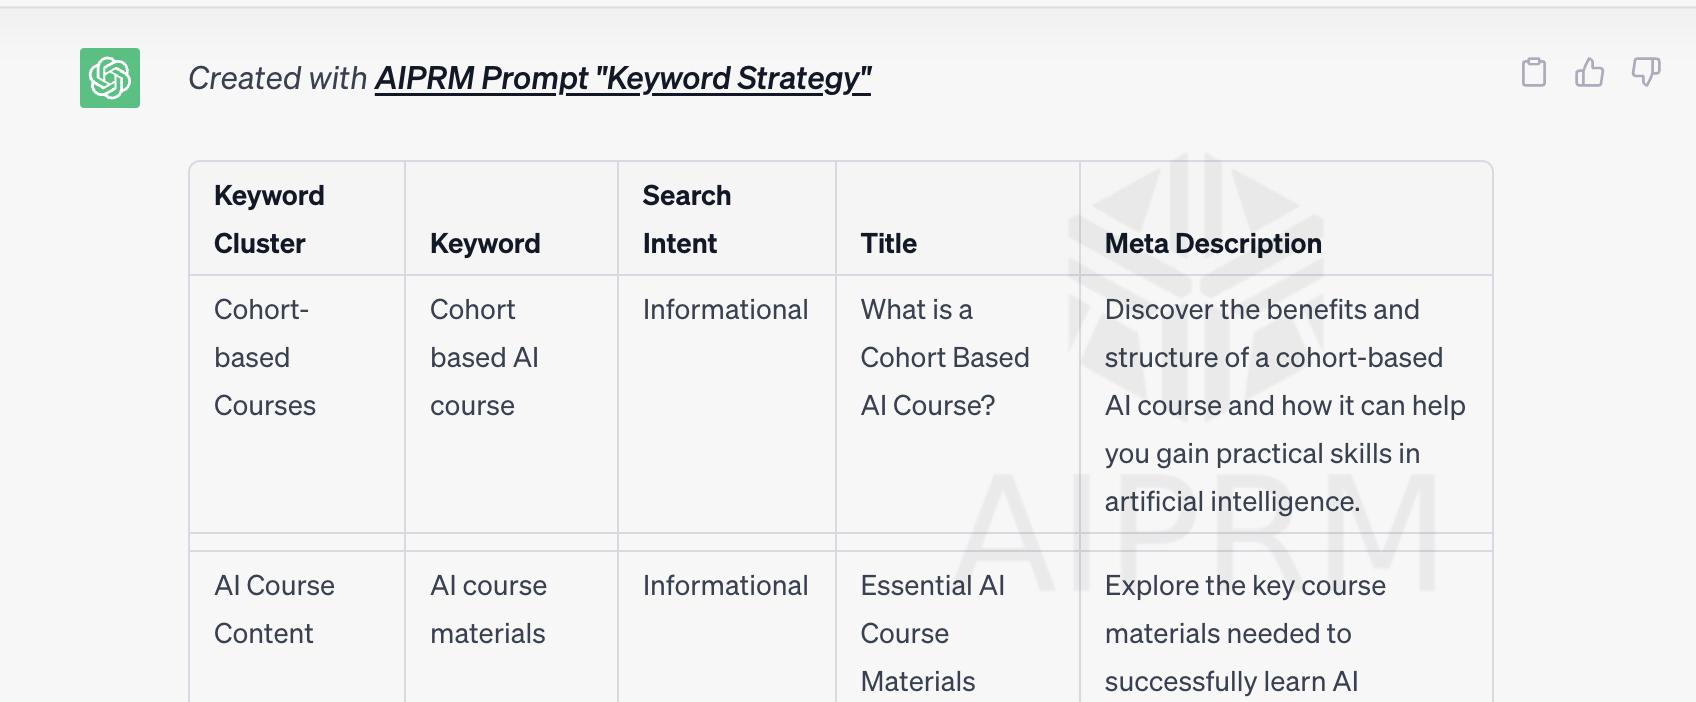 Created with AIPRM Prompt "Keyword Strategy"
Keyword
Cluster
Keyword
Search
Intent
Title
Meta Description
Cohort-
based
Courses
Cohort
based AI
course
Informational
What is a
Cohort Based
AI Course?
Discover the benefits and
structure of a cohort-based
AI course and how it can help
you gain practical skills in
artificial intelligence.
AI Course
Content
AI course
materials
Informational
Essential AI
Course
Materials
Explore the key course
materials needed to
successfully learn AI
AIPRM